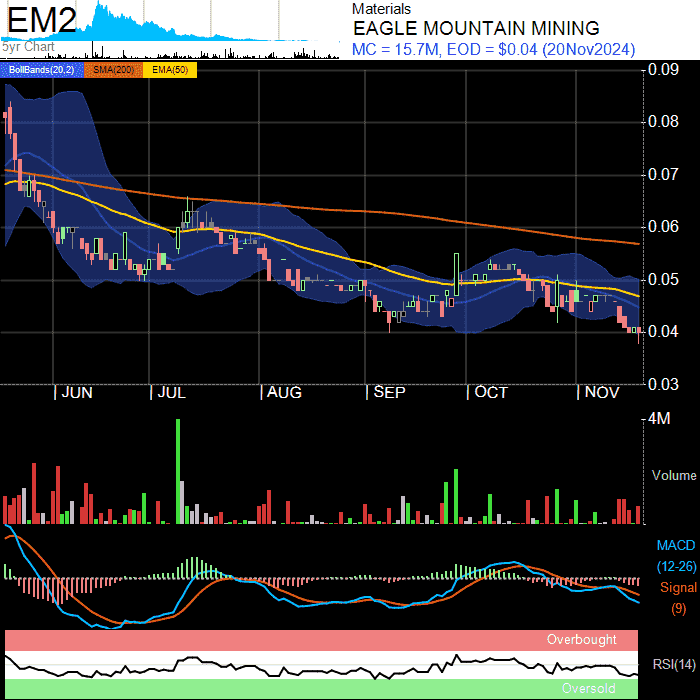 EM2
5yr Chart
Materials
EAGLE MOUNTAIN MINING
MC = 15.7M, EOD = $0.04 (20Nov2024)
BollBands(20,2) SMA(200) EMA(50)
0.09
0.08
0.07
0.06
0.05
0.04
0.03
JUN JUL AUG SEP OCT NOV
4M
Volume
MACD
(12-26)
Signal
(9)
Overbought
RSI(14)
Oversold